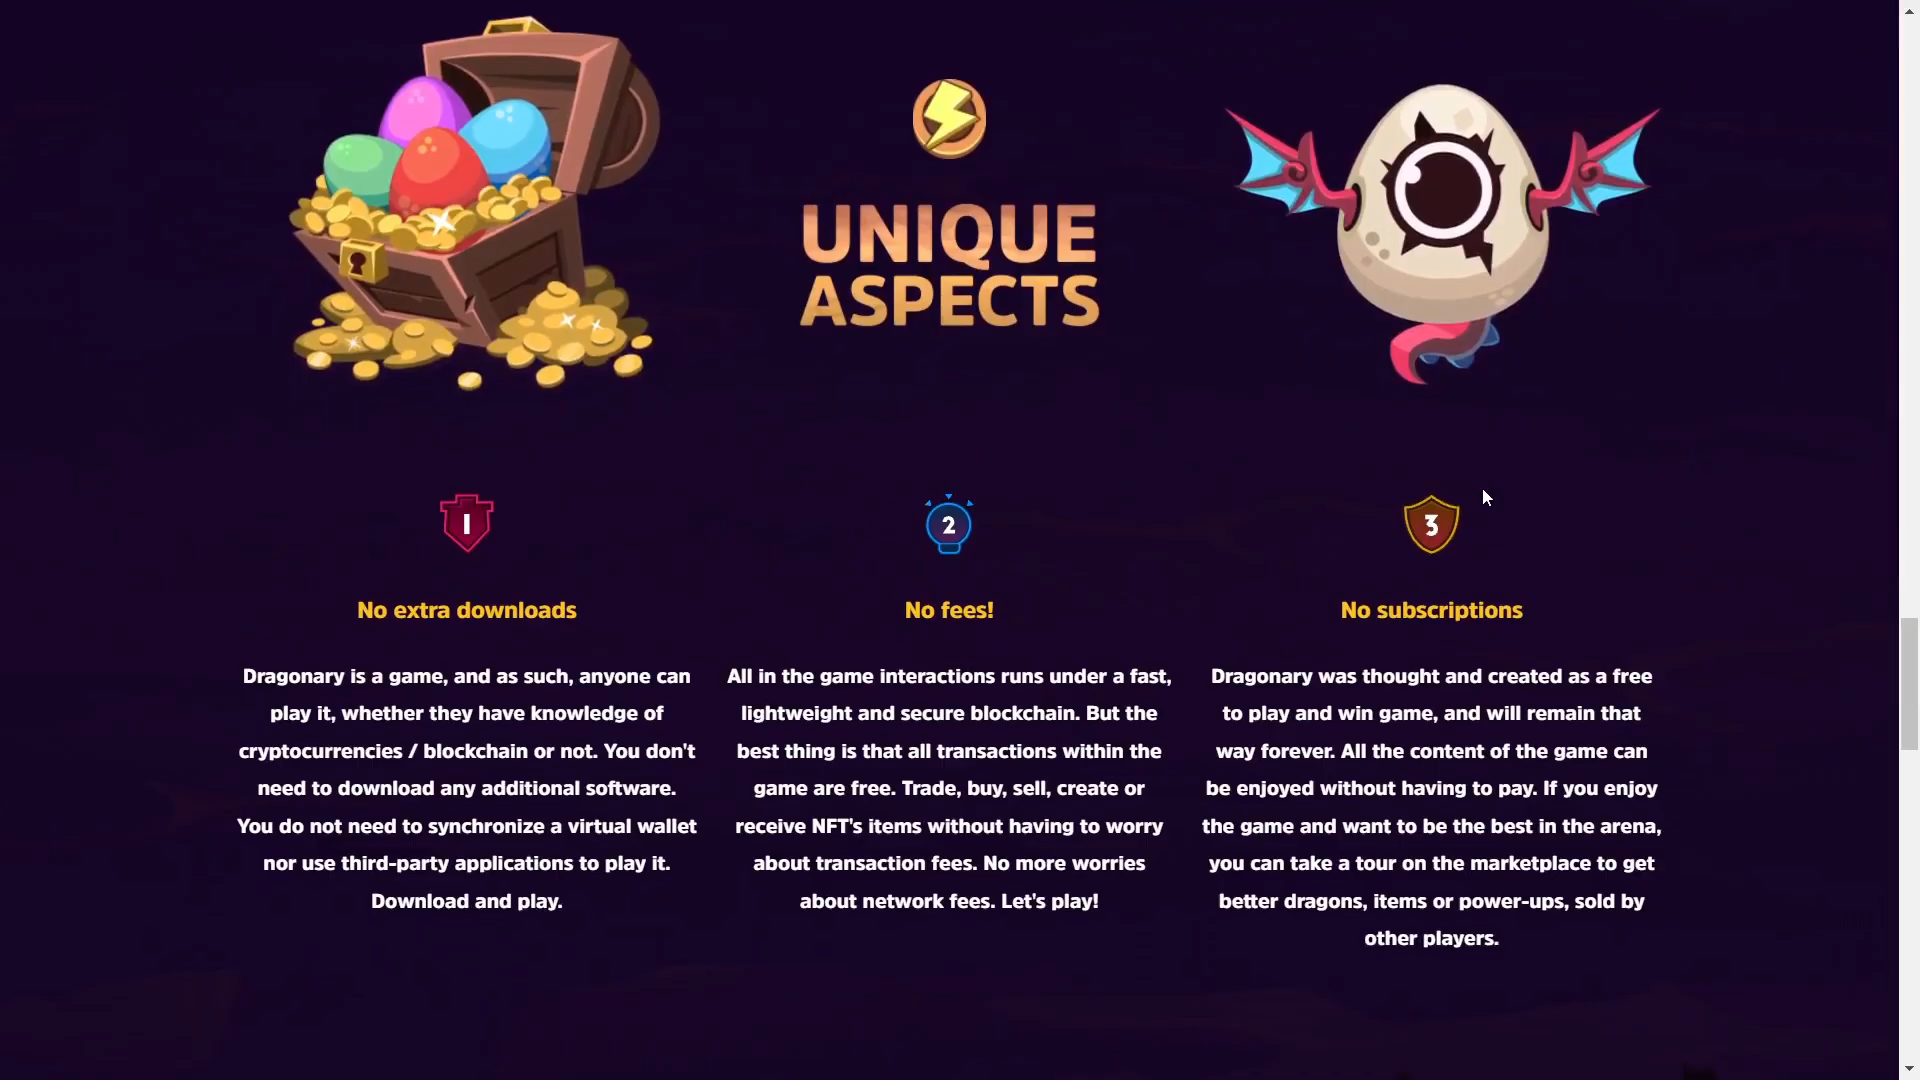 UNIQUE
ASPECTS
1
No extra downloads
Dragonary is a game, and as such, anyone can
play it, whether they have knowledge of
cryptocurrencies / blockchain or not. You don't
need to download any additional software.
You do not need to synchronize a virtual wallet
nor use third-party applications to play it.
Download and play.
2
No fees!
All in the game interactions runs under a fast,
lightweight and secure blockchain. But the
best thing is that all transactions within the
game are free. Trade, buy, sell, create or
receive NFT's items without having to worry
about transaction fees. No more worries
about network fees. Let's play!
3
No subscriptions
Dragonary was thought and created as a free
to play and win game, and will remain that
way forever. All the content of the game can
be enjoyed without having to pay. If you enjoy
the game and want to be the best in the arena,
you can take a tour on the marketplace to get
better dragons, items or power-ups, sold by
other players.